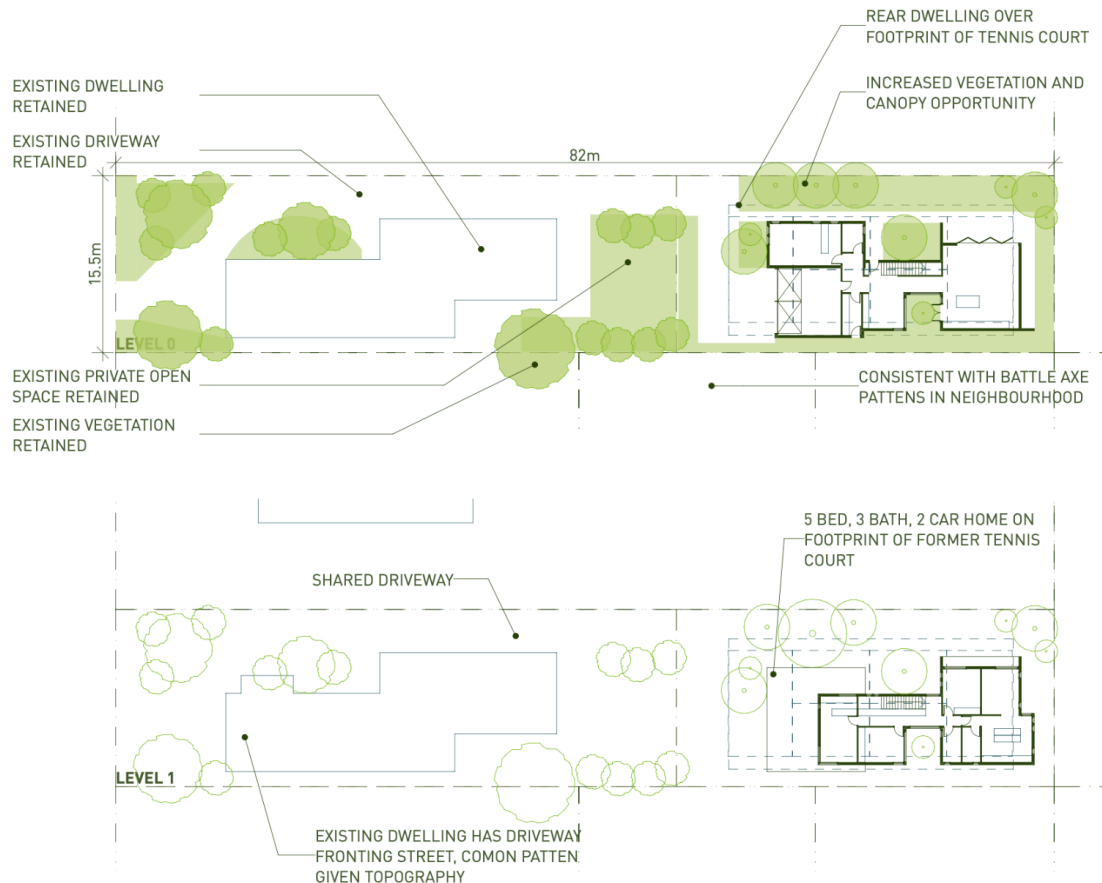 REAR DWELLING OVER
FOOTPRINT OF TENNIS COURT
EXISTING DWELLING
RETAINED
INCREASED VEGETATION AND
CANOPY OPPORTUNITY
EXISTING DRIVEWAY
RETAINED
82m
15.5m
LEVEL 0
EXISTING PRIVATE OPEN
SPACE RETAINED
CONSISTENT WITH BATTLE AXE
PATTENS IN NEIGHBOURHOOD
EXISTING VEGETATION
RETAINED
5 BED, 3 BATH, 2 CAR HOME ON
FOOTPRINT OF FORMER TENNIS
COURT
SHARED DRIVEWAY
LEVEL 1
EXISTING DWELLING HAS DRIVEWAY
FRONTING STREET, COMON PATTEN
GIVEN TOPOGRAPHY